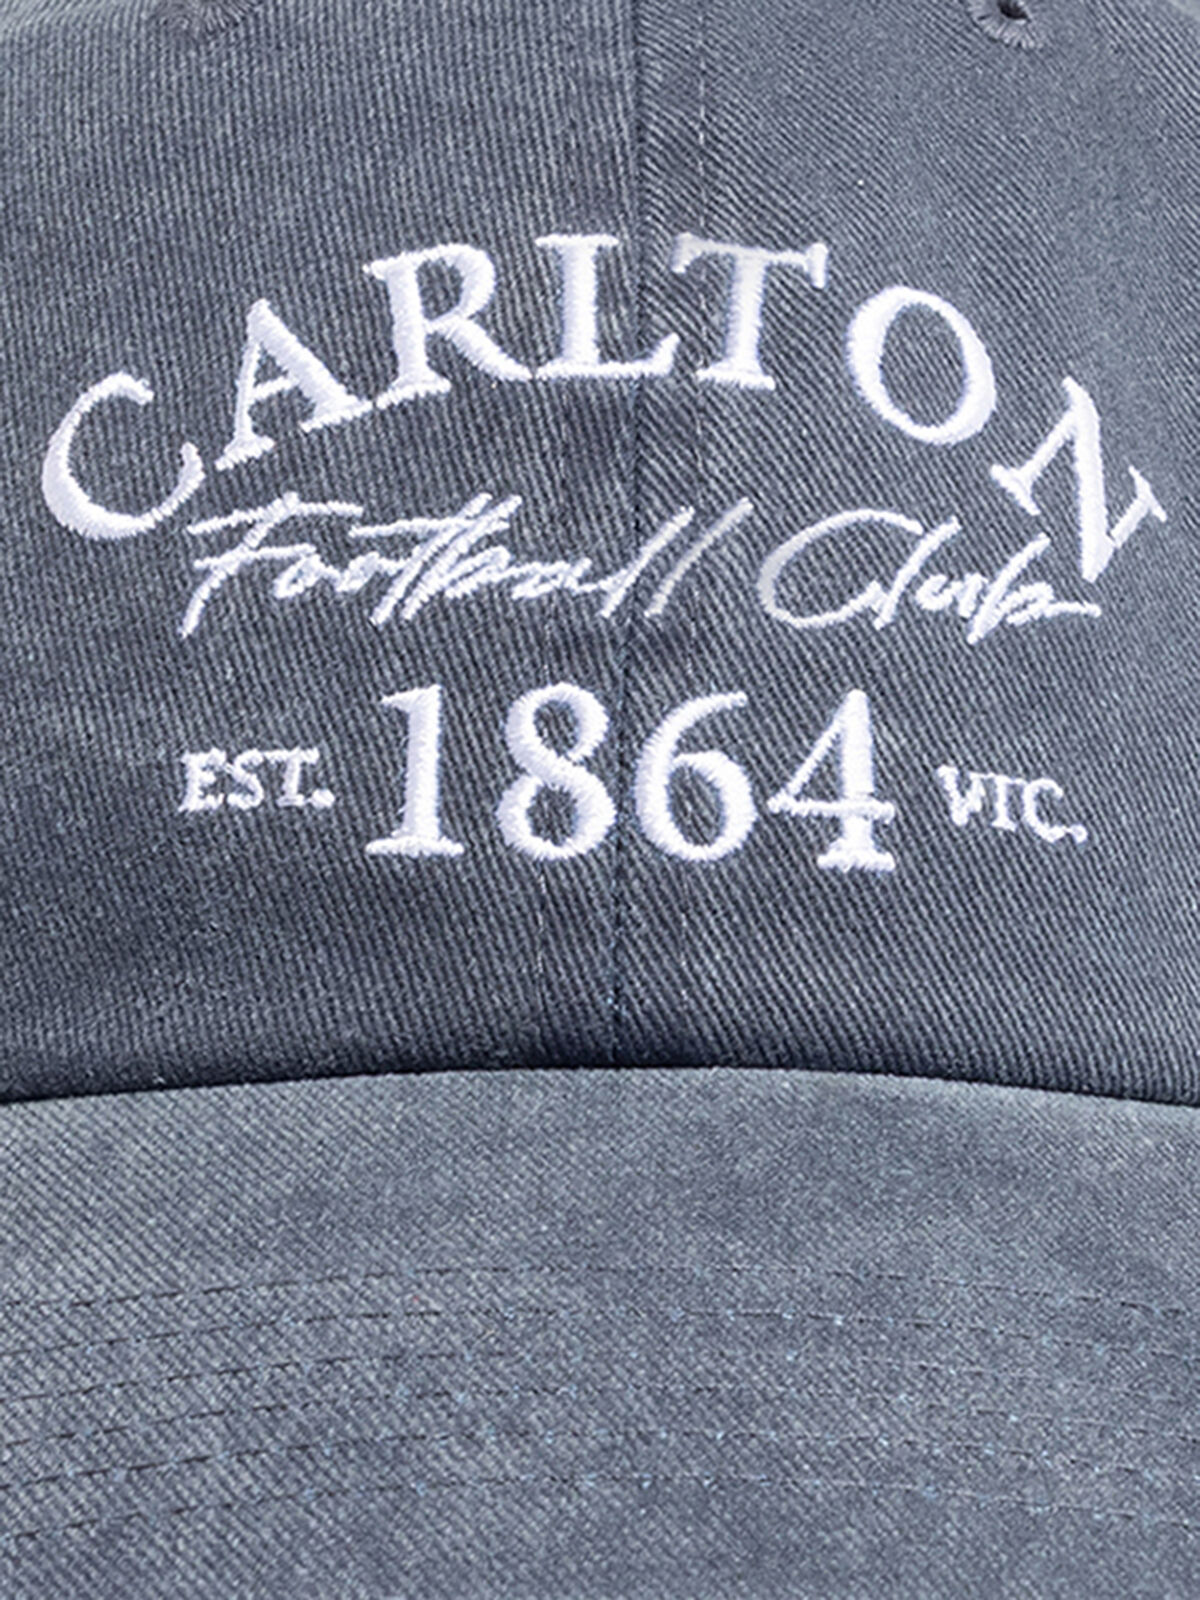 CARLTON
Football Club
EST. 1864 VIC.